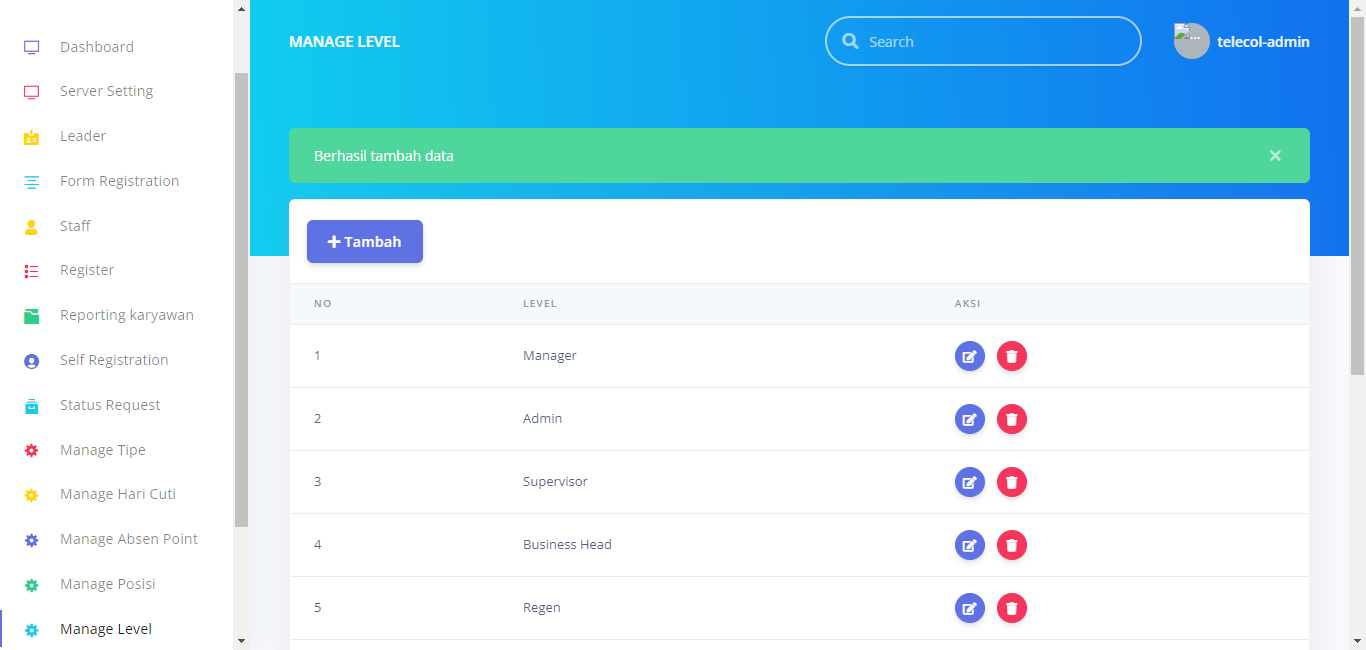 Dashboard
Server Setting
Leader
Form Registration
Staff
Register
Reporting karyawan
Self Registration
Status Request
Manage Tipe
Manage Hari Cuti
Manage Absen Point
Manage Posisi
Manage Level
MANAGE LEVEL
Search
...
telecol-admin
Berhasil tambah data
×
Tambah
NO LEVEL AKSI
1 Manager
2 Admin
3 Supervisor
4 Business Head
5 Regen